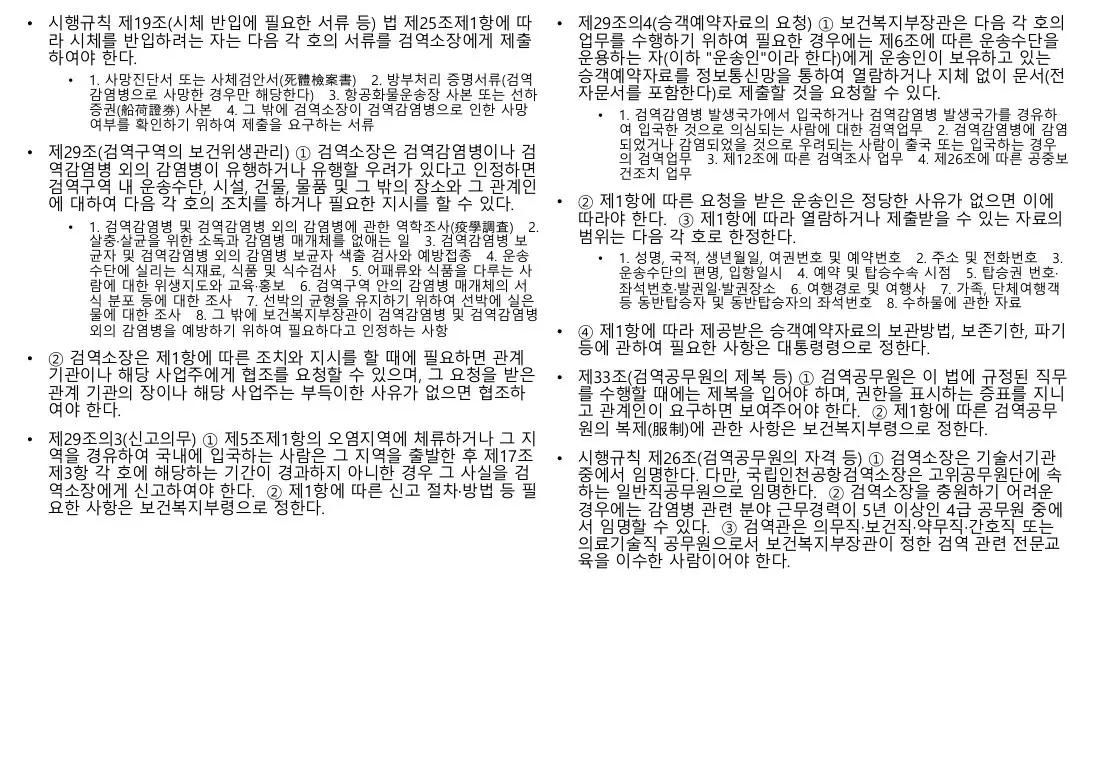 • 시행규칙 제19조(시체 반입에 필요한 서류 등) 법 제25조제1항에 따
라 시체를 반입하려는 자는 다음 각 호의 서류를 검역소장에게 제출
하여야 한다.
• 1. 사망진단서 또는 사체검안서(死體檢案書) 2. 방부처리 증명서류(검역
감염병으로 사망한 경우만 해당한다) 3. 항공화물운송장 사본 또는 선하
증권(船荷證券) 사본 4. 그 밖에 검역소장이 검역감염병으로 인한 사망
여부를 확인하기 위하여 제출을 요구하는 서류
• 제29조(검역구역의 보건위생관리) ① 검역소장은 검역감염병이나 검
역감염병 외의 감염병이 유행하거나 유행할 우려가 있다고 인정하면
검역구역 내 운송수단, 시설, 건물, 물품 및 그 밖의 장소와 그 관계인
에 대하여 다음 각 호의 조치를 하거나 필요한 지시를 할 수 있다.
• 1. 검역감염병 및 검역감염병 외의 감염병에 관한 역학조사(疫學調査) 2.
살충·살균을 위한 소독과 감염병 매개체를 없애는 일 3. 검역감염병 보
균자 및 검역감염병 외의 감염병 보균자 색출 검사와 예방접종 4. 운송
수단에 실리는 식재료, 식품 및 식수검사 5. 어패류와 식품을 다루는 사
람에 대한 위생지도와 교육·홍보 6. 검역구역 안의 감염병 매개체의 서
식 분포 등에 대한 조사 7. 선박의 균형을 유지하기 위하여 선박에 실은
물에 대한 조사 8. 그 밖에 보건복지부장관이 검역감염병 및 검역감염병
외의 감염병을 예방하기 위하여 필요하다고 인정하는 사항
• ② 검역소장은 제1항에 따른 조치와 지시를 할 때에 필요하면 관계
기관이나 해당 사업주에게 협조를 요청할 수 있으며, 그 요청을 받은
관계 기관의 장이나 해당 사업주는 부득이한 사유가 없으면 협조하
여야 한다.
• 제29조의3(신고의무) ① 제5조제1항의 오염지역에 체류하거나 그 지
역을 경유하여 국내에 입국하는 사람은 그 지역을 출발한 후 제17조
제3항 각 호에 해당하는 기간이 경과하지 아니한 경우 그 사실을 검
역소장에게 신고하여야 한다. ② 제1항에 따른 신고 절차·방법 등 필
요한 사항은 보건복지부령으로 정한다.
• 제29조의4(승객예약자료의 요청) ① 보건복지부장관은 다음 각 호의
업무를 수행하기 위하여 필요한 경우에는 제6조에 따른 운송수단을
운용하는 자(이하 "운송인"이라 한다)에게 운송인이 보유하고 있는
승객예약자료를 정보통신망을 통하여 열람하거나 지체 없이 문서(전
자문서를 포함한다)로 제출할 것을 요청할 수 있다.
• 1. 검역감염병 발생국가에서 입국하거나 검역감염병 발생국가를 경유하
여 입국한 것으로 의심되는 사람에 대한 검역업무 2. 검역감염병에 감염
되었거나 감염되었을 것으로 우려되는 사람이 출국 또는 입국하는 경우
의 검역업무 3. 제12조에 따른 검역조사 업무 4. 제26조에 따른 공중보
건조치 업무
• ② 제1항에 따른 요청을 받은 운송인은 정당한 사유가 없으면 이에
따라야 한다. ③ 제1항에 따라 열람하거나 제출받을 수 있는 자료의
범위는 다음 각 호로 한정한다.
• 1. 성명, 국적, 생년월일, 여권번호 및 예약번호 2. 주소 및 전화번호 3.
운송수단의 편명, 입항일시 4. 예약 및 탑승수속 시점 5. 탑승권 번호·
좌석번호·발권일·발권장소 6. 여행경로 및 여행사 7. 가족, 단체여행객
등 동반탑승자 및 동반탑승자의 좌석번호 8. 수하물에 관한 자료
• ④ 제1항에 따라 제공받은 승객예약자료의 보관방법, 보존기한, 파기
등에 관하여 필요한 사항은 대통령령으로 정한다.
• 제33조(검역공무원의 제복 등) ① 검역공무원은 이 법에 규정된 직무
를 수행할 때에는 제복을 입어야 하며, 권한을 표시하는 증표를 지니
고 관계인이 요구하면 보여주어야 한다. ② 제1항에 따른 검역공무
원의 복제(服制)에 관한 사항은 보건복지부령으로 정한다.
• 시행규칙 제26조(검역공무원의 자격 등) ① 검역소장은 기술서기관
중에서 임명한다. 다만, 국립인천공항검역소장은 고위공무원단에 속
하는 일반직공무원으로 임명한다. ② 검역소장을 충원하기 어려운
경우에는 감염병 관련 분야 근무경력이 5년 이상인 4급 공무원 중에
서 임명할 수 있다. ③ 검역관은 의무직·보건직·약무직·간호직 또는
의료기술직 공무원으로서 보건복지부장관이 정한 검역 관련 전문교
육을 이수한 사람이어야 한다.